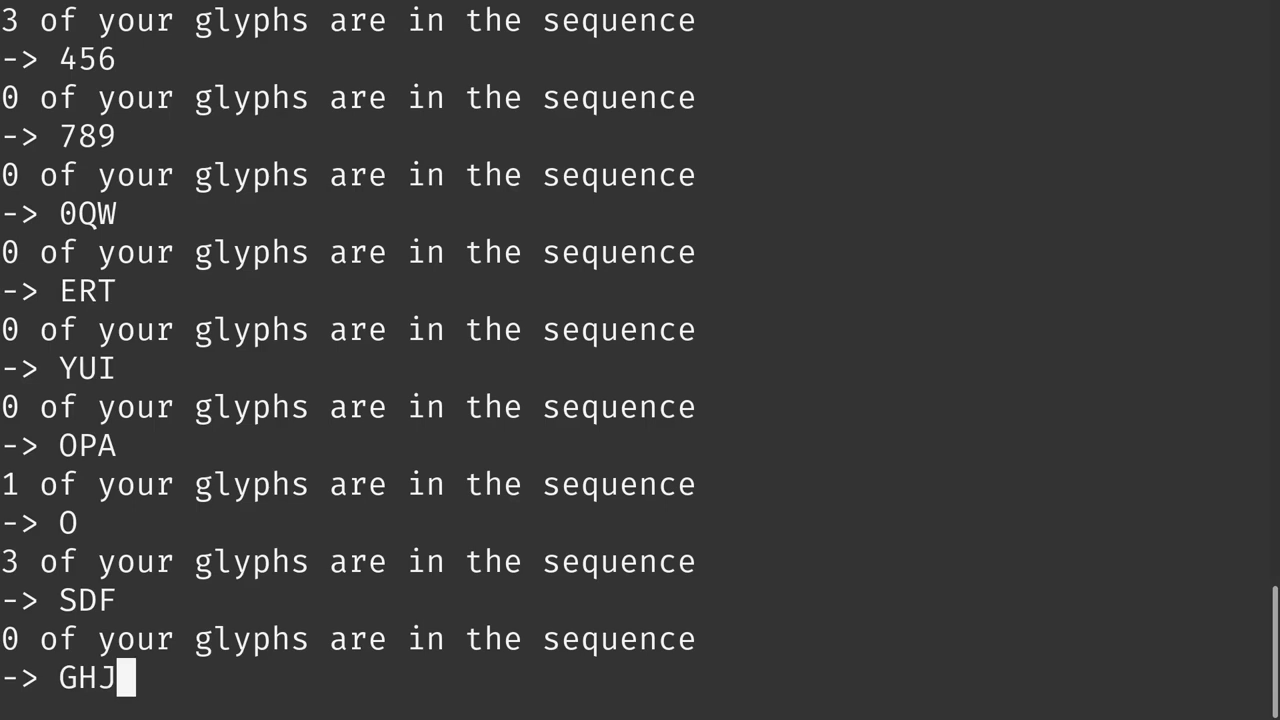 3 of your glyphs are in the sequence
-> 456
0 of your glyphs are in the sequence
-> 789
0 of your glyphs are in the sequence
-> 0QW
0 of your glyphs are in the sequence
-> ERT
0 of your glyphs are in the sequence
-> YUI
0 of your glyphs are in the sequence
-> OPA
1 of your glyphs are in the sequence
-> O
3 of your glyphs are in the sequence
-> SDF
0 of your glyphs are in the sequence
-> GHJ